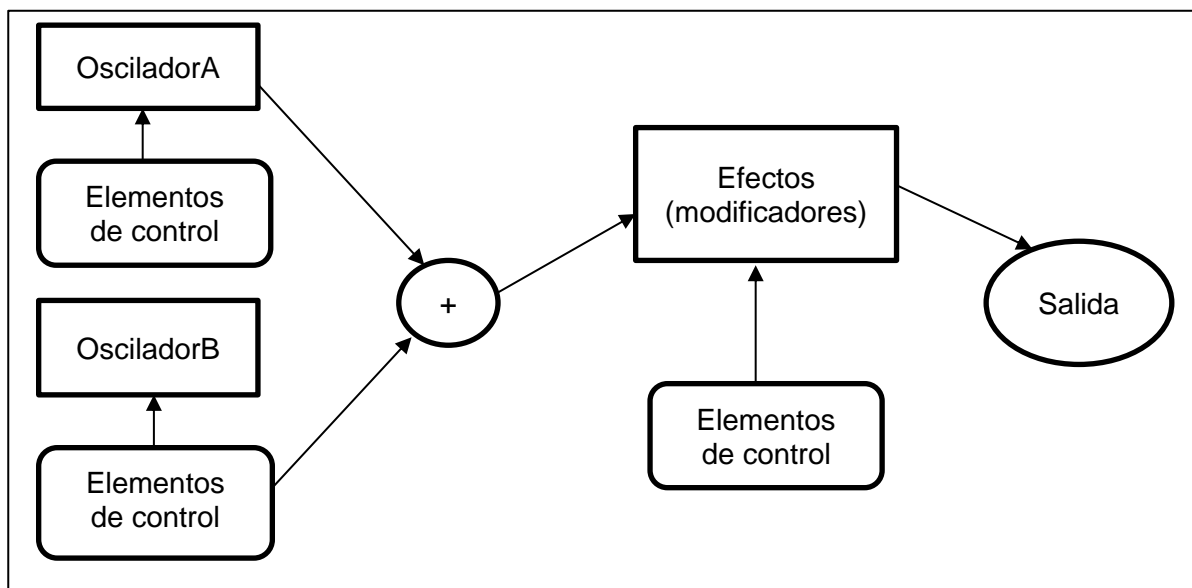 OsciladorA
Elementos
de control
OsciladorB
Elementos
de control
+
Efectos
(modificadores)
Elementos
de control
Salida